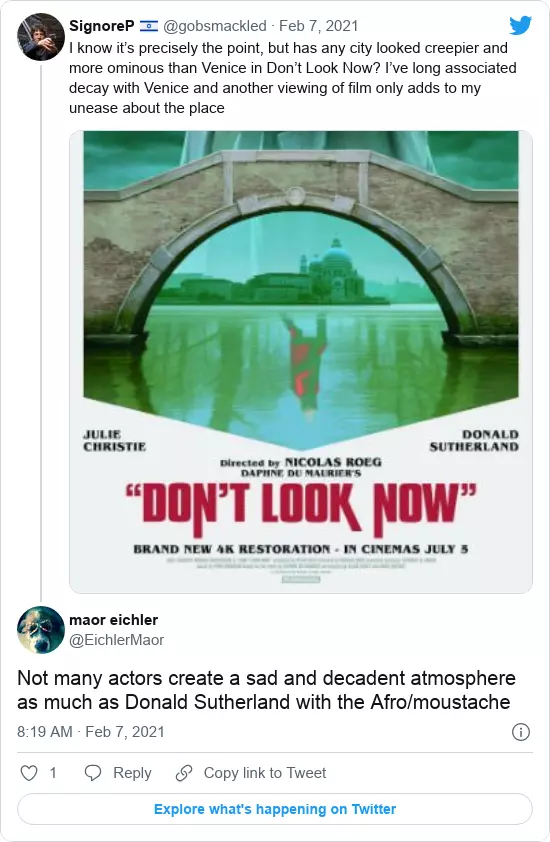 SignoreP @gobsmackled · Feb 7, 2021
I know it's precisely the point, but has any city looked creepier and
more ominous than Venice in Don't Look Now? I've long associated
decay with Venice and another viewing of film only adds to my
unease about the place
JULIE
CHRISTIE
DONALD
SUTHERLAND
Directed by NICOLAS ROEG
DAPHNE DU MAURIER'S
“DON'T LOOK NOW”
BRAND NEW 4K RESTORATION - IN CINEMAS JULY 5
maor eichler
@EichlerMaor
Not many actors create a sad and decadent atmosphere
as much as Donald Sutherland with the Afro/moustache
8:19 AM · Feb 7, 2021
1 Reply Copy link to Tweet
Explore what's happening on Twitter